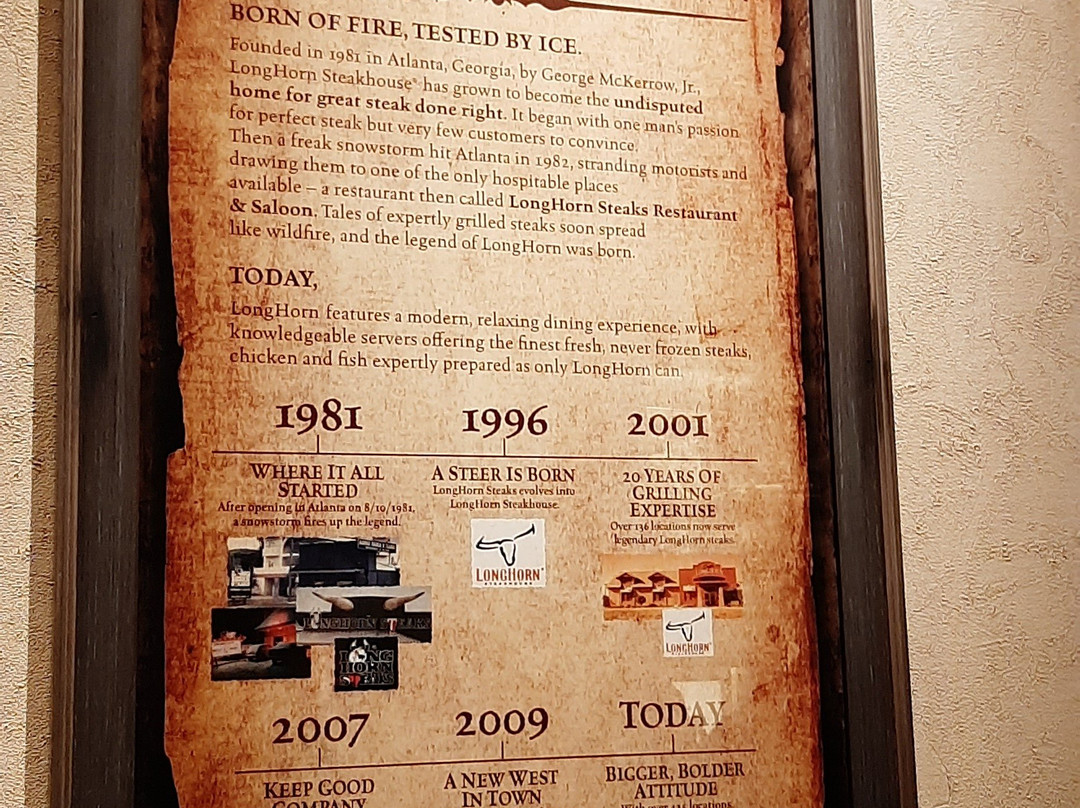 BORN OF FIRE, TESTED BY ICE.
Founded in 1981 in Atlanta, Georgia, by George McKerrow, Jr.,
LongHorn Steakhouse® has grown to become the undisputed
home for great steak done right. It began with one man's passion
for perfect steak but very few customers to convince.
Then a freak snowstorm hit Atlanta in 1982, stranding motorists and
drawing them to one of the only hospitable places
available – a restaurant then called LongHorn Steaks Restaurant
& Saloon. Tales of expertly grilled steaks soon spread
like wildfire, and the legend of LongHorn was born.
TODAY,
LongHorn features a modern, relaxing dining experience, with
knowledgeable servers offering the finest fresh, never frozen steaks,
chicken and fish expertly prepared as only LongHorn can.
1981
WHERE IT ALL
STARTED
After opening in Atlanta on 8/10/1981,
a snowstorm fires up the legend.
LONGHORN STEAKS
LONG
HORN
STEAKS
1996
A STEER IS BORN
LongHorn Steaks evolves into
LongHorn Steakhouse.
LONGHORN®
STEAKHOUSE
2001
20 YEARS OF
GRILLING
EXPERTISE
Over 136 locations now serve
legendary LongHorn steaks.
LONGHORN®
2007
KEEP GOOD
COMPANY
2009
A NEW WEST
IN TOWN
TODAY
BIGGER, BOLDER
ATTITUDE